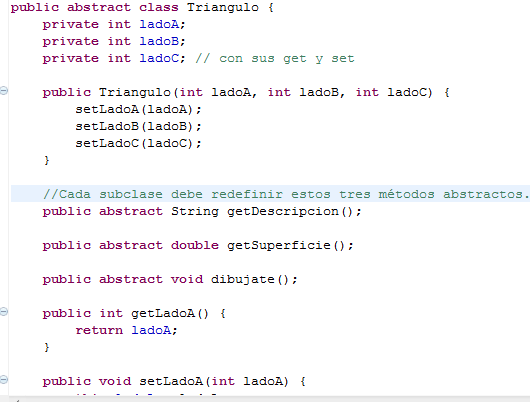 public abstract class Triangulo {
private int ladoA;
private int ladoB;
private int ladoC; // con sus get y set
public Triangulo(int ladoA, int ladoB, int ladoC) {
setLadoA(ladoA);
setLadoB(ladoB);
setLadoC(ladoC);
}
//Cada subclase debe redefinir estos tres métodos abstractos.
public abstract String getDescripcion();
public abstract double getSuperficie();
public abstract void dibujate();
public int getLadoA() {
return ladoA;
}
public void setLadoA(int ladoA) {